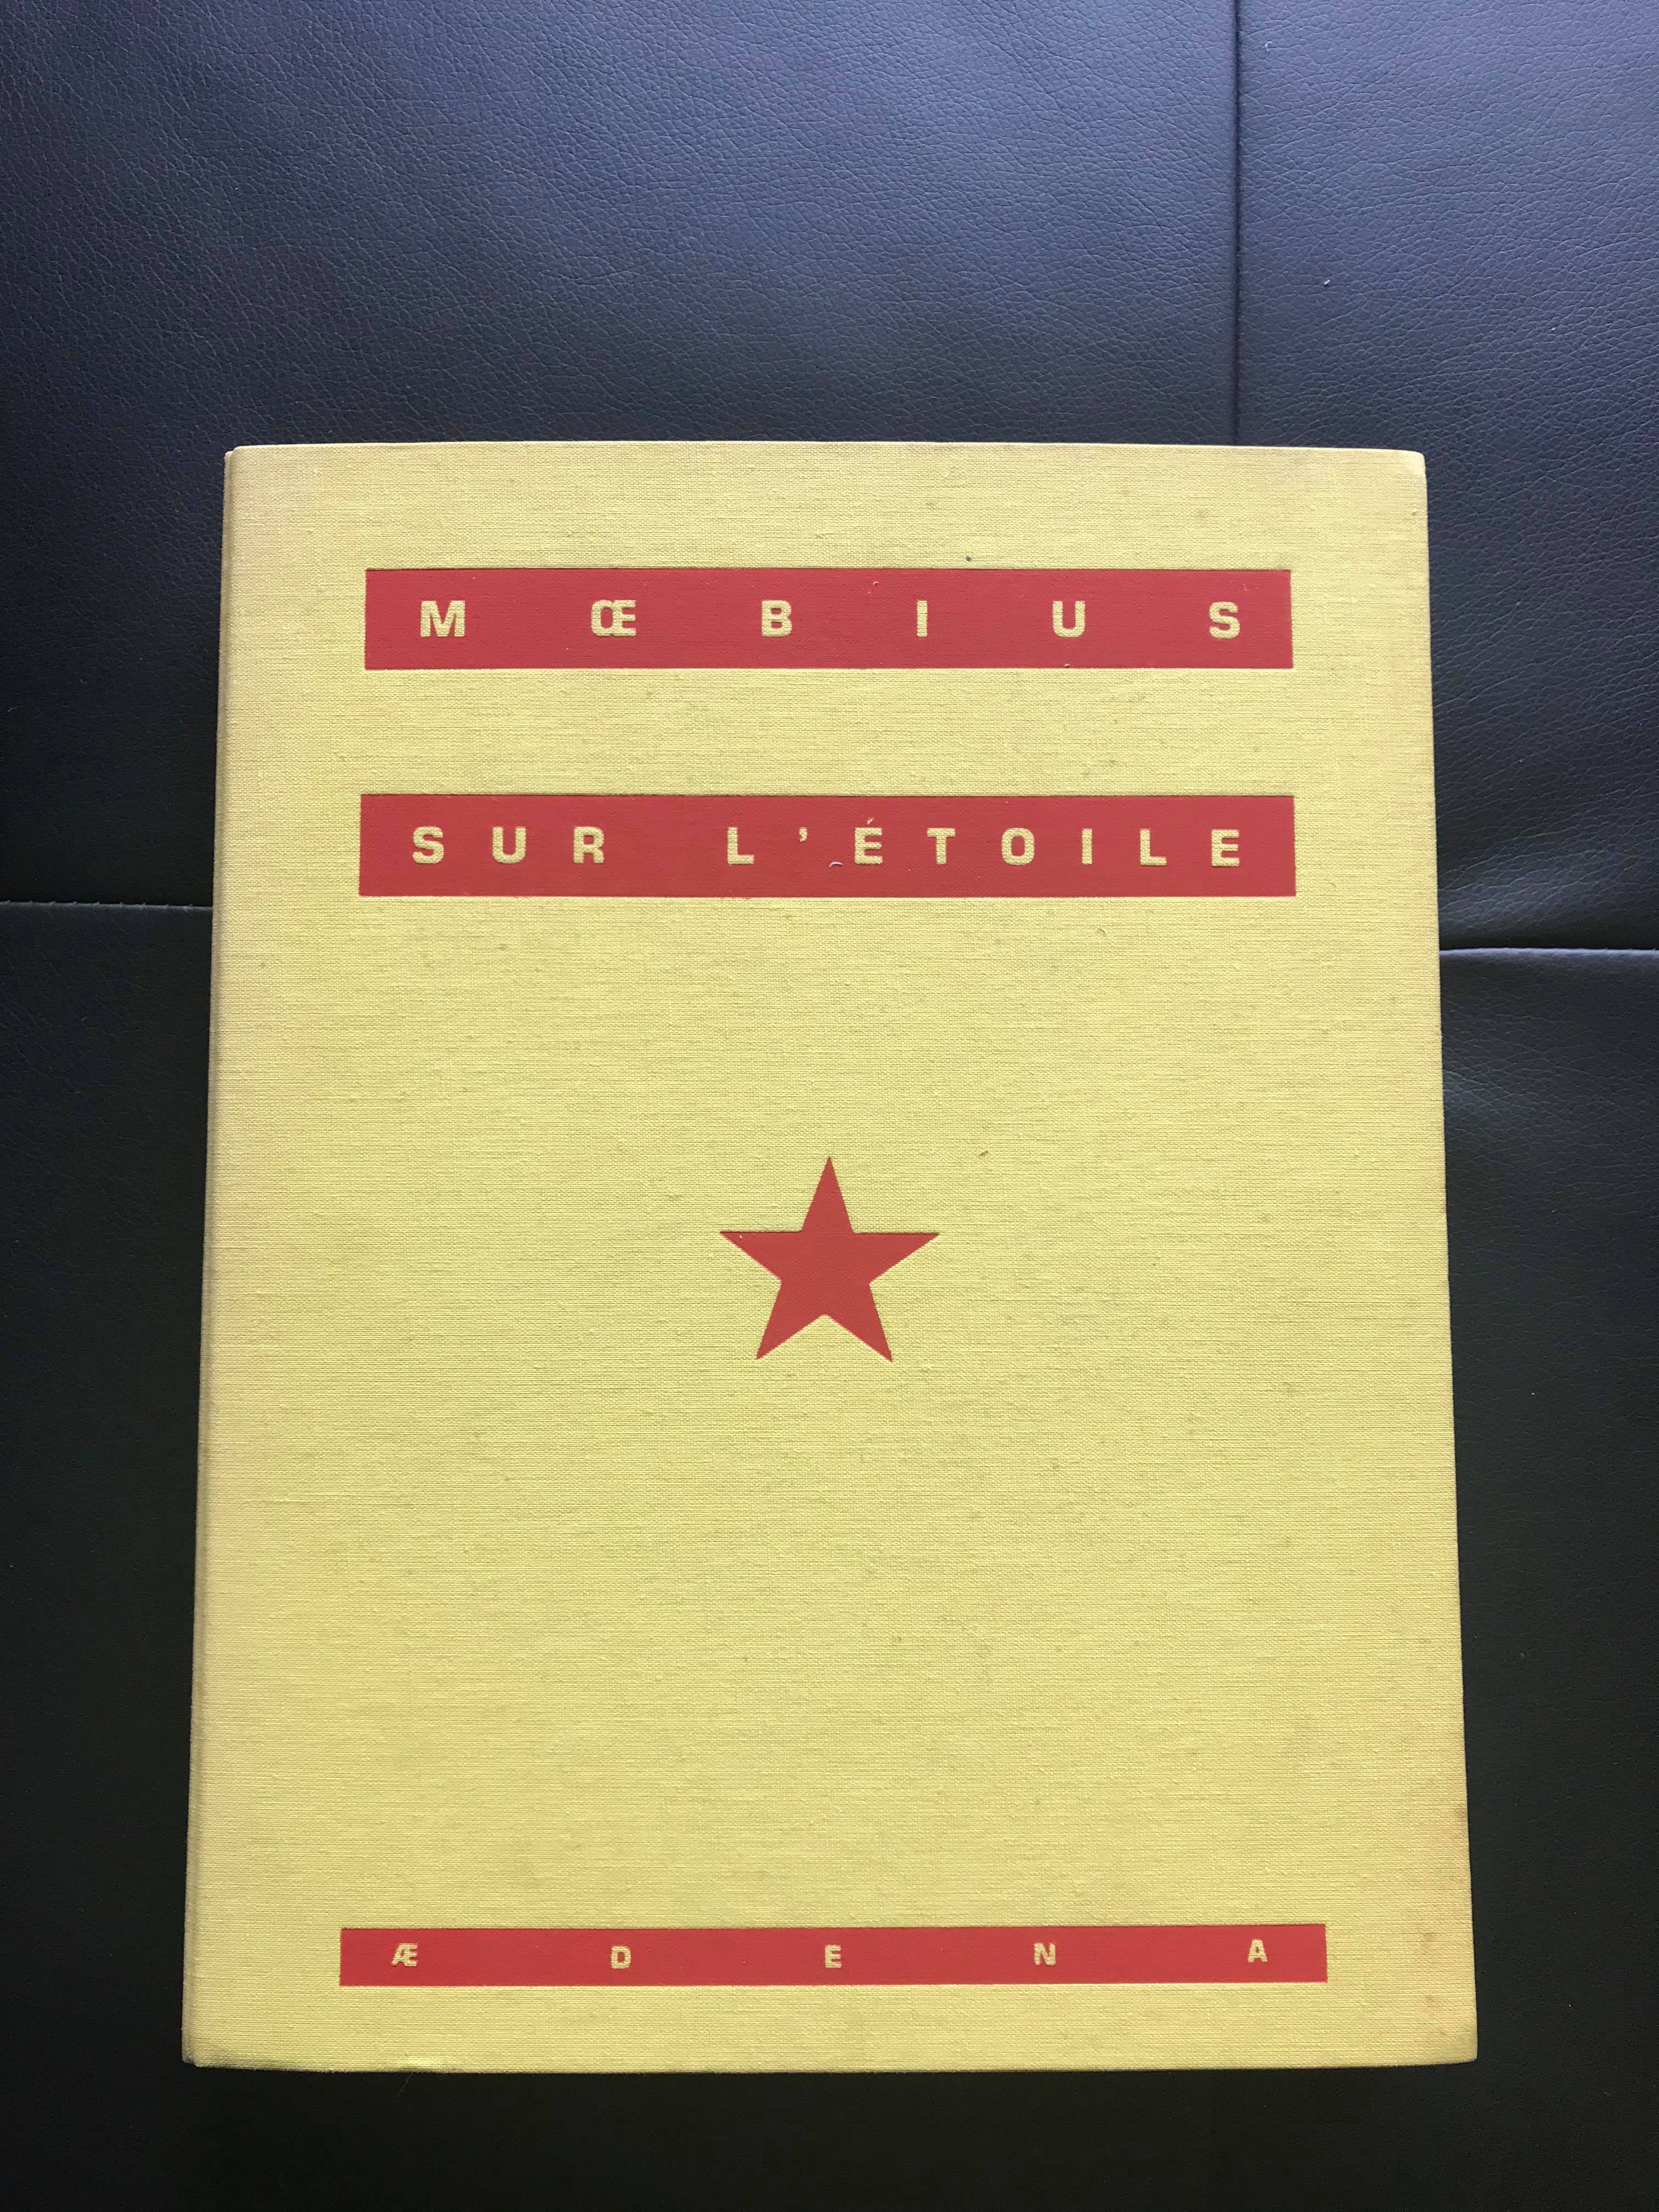 MŒBIUS
SUR L'ÉTOILE
ÆDENA